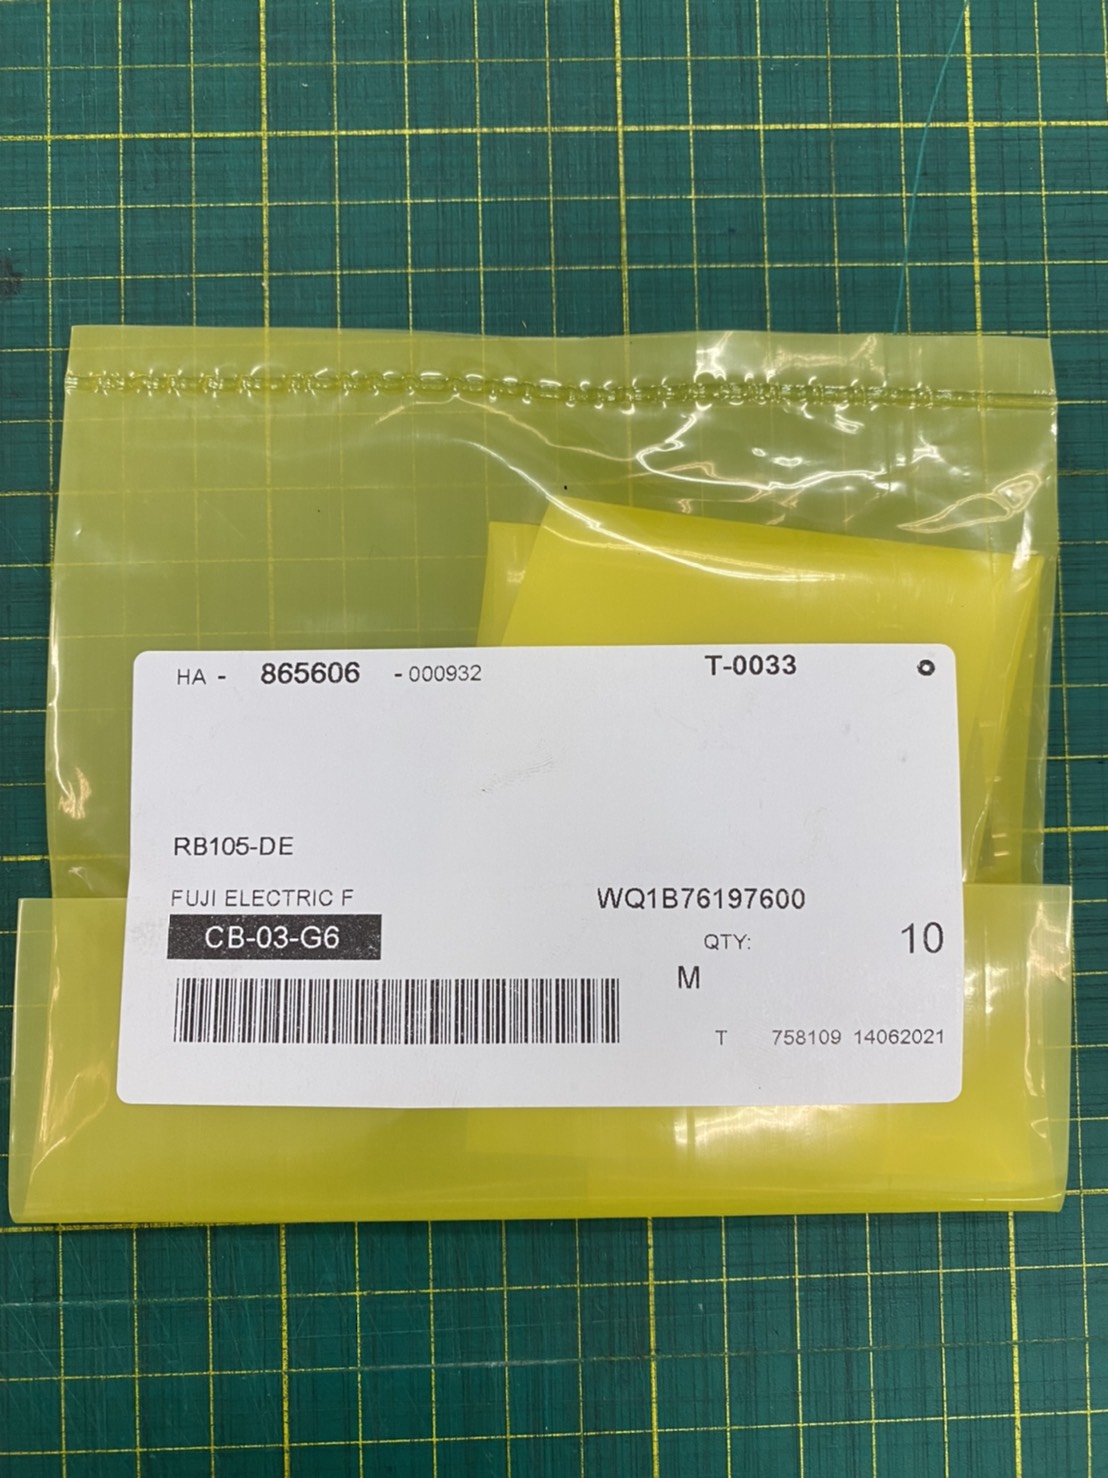 HA - 865606 - 000932 T-0033
RB105-DE
FUJI ELECTRIC F WQ1B76197600
CB-03-G6 QTY: 10
M
T 758109 14062021